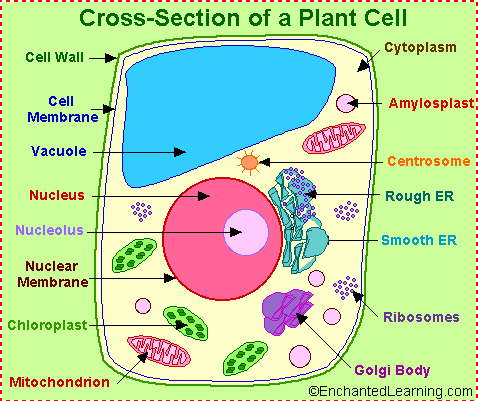 Cross-Section of a Plant Cell
Cell Wall
Cytoplasm
Cell
Membrane
Amylosplast
Vacuole
Centrosome
Nucleus
Rough ER
Nucleolus
Smooth ER
Nuclear
Membrane
Ribosomes
Chloroplast
Golgi Body
Mitochondrion
©EnchantedLearning.com